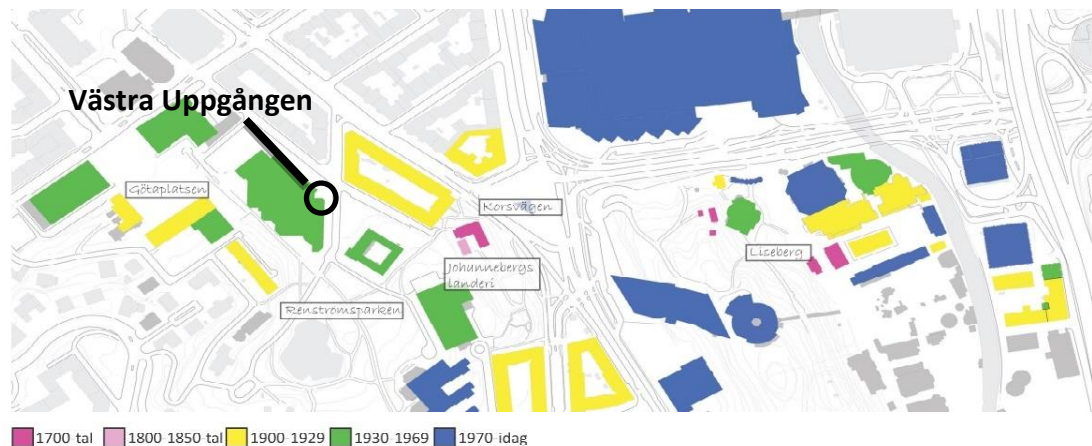 Västra Uppgången
Götaplatsen
Korsvägen
Liseberg
Johannebergs
landeri
Renströmsparken
1700-tal 1800-1850-tal 1900-1929 1930-1969 1970-idag